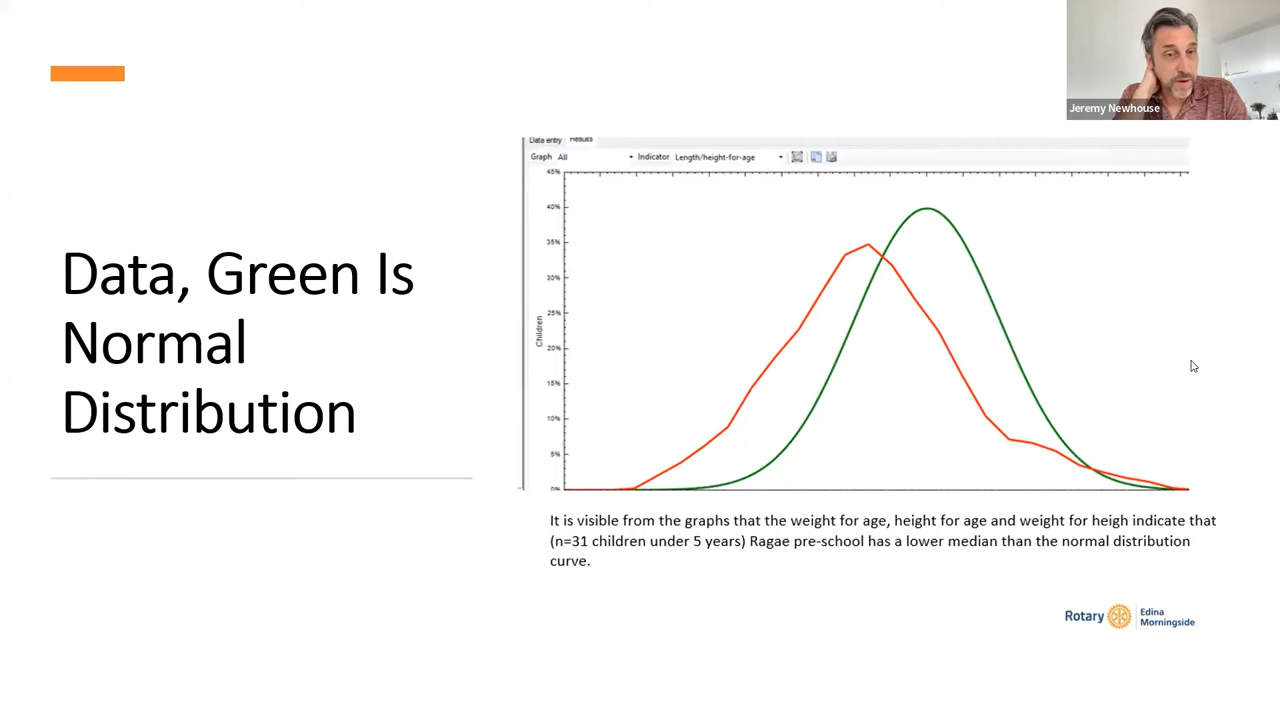 Jeremy Newhouse
Data entry Results
Graph All Indicator Length/height-for-age
45%
40%
35%
30%
25%
20%
15%
10%
5%
0%
Children
Data, Green Is
Normal
Distribution
It is visible from the graphs that the weight for age, height for age and weight for heigh indicate that
(n=31 children under 5 years) Ragae pre-school has a lower median than the normal distribution
curve.
Rotary
Edina
Morningside